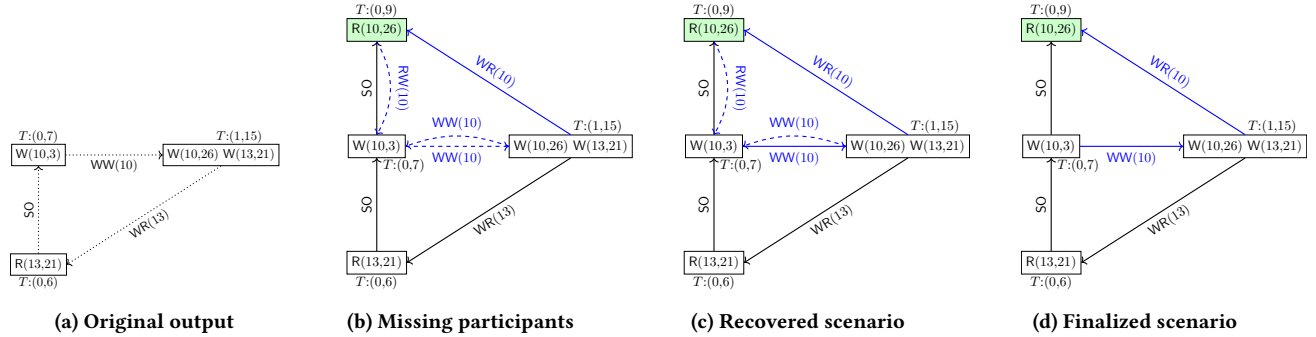 T:(0,7)
W(10,3)
WW(10)
T:(1,15)
W(10,26) W(13,21)
SO
WR(13)
R(13,21)
T:(0,6)
(a) Original output
T:(0,9)
R(10,26)
SO
RW(10)
WR(10)
WW(10)
WW(10)
T:(1,15)
W(10,3)
W(10,26) W(13,21)
T:(0,7)
SO
WR(13)
R(13,21)
T:(0,6)
(b) Missing participants
T:(0,9)
R(10,26)
SO
RW(10)
WR(10)
WW(10)
WW(10)
T:(1,15)
W(10,3)
W(10,26) W(13,21)
T:(0,7)
SO
WR(13)
R(13,21)
T:(0,6)
(c) Recovered scenario
T:(0,9)
R(10,26)
SO
WR(10)
T:(1,15)
W(10,3)
WW(10)
W(10,26) W(13,21)
T:(0,7)
SO
WR(13)
R(13,21)
T:(0,6)
(d) Finalized scenario